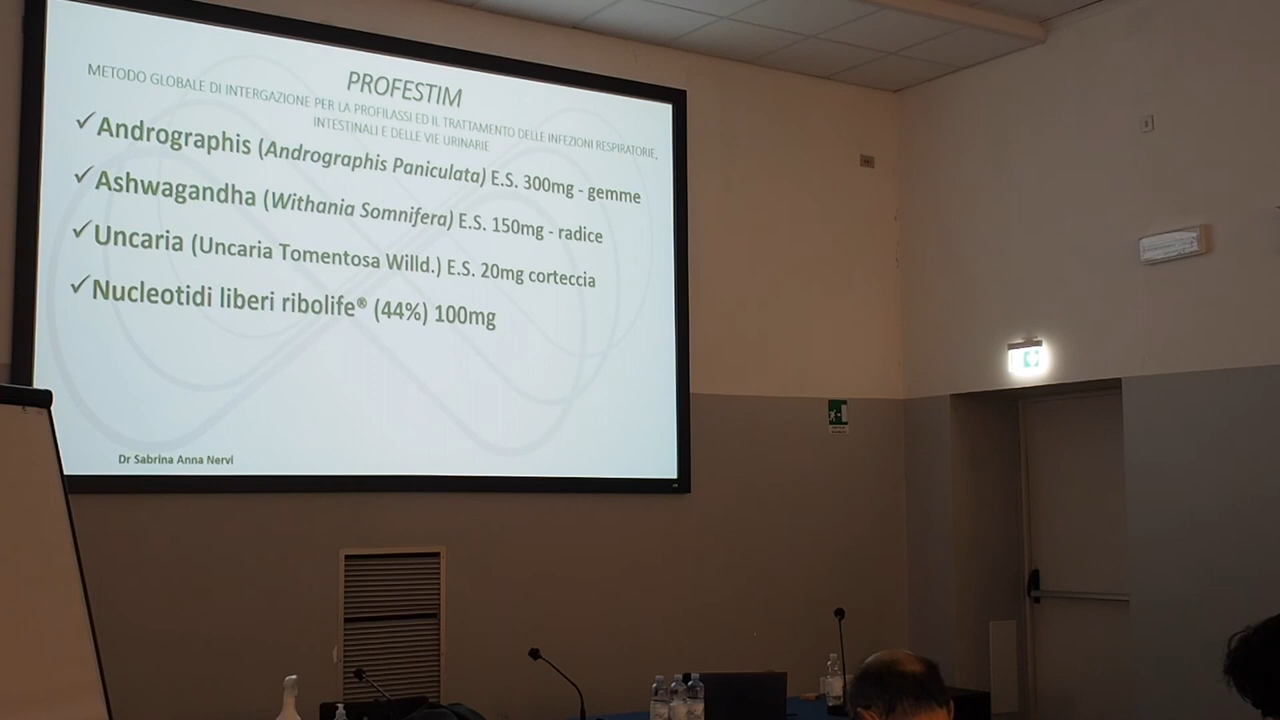 PROFESTIM
METODO GLOBALE DI INTERGAZIONE PER LA PROFILASSI ED IL TRATTAMENTO DELLE INFEZIONI RESPIRATORIE,
INTESTINALI E DELLE VIE URINARIE
✓Andrographis (Andrographis Paniculata) E.S. 300mg - gemme
✓Ashwagandha (Withania Somnifera) E.S. 150mg - radice
✓Uncaria (Uncaria Tomentosa Willd.) E.S. 20mg corteccia
✓Nucleotidi liberi ribolife® (44%) 100mg
Dr Sabrina Anna Nervi